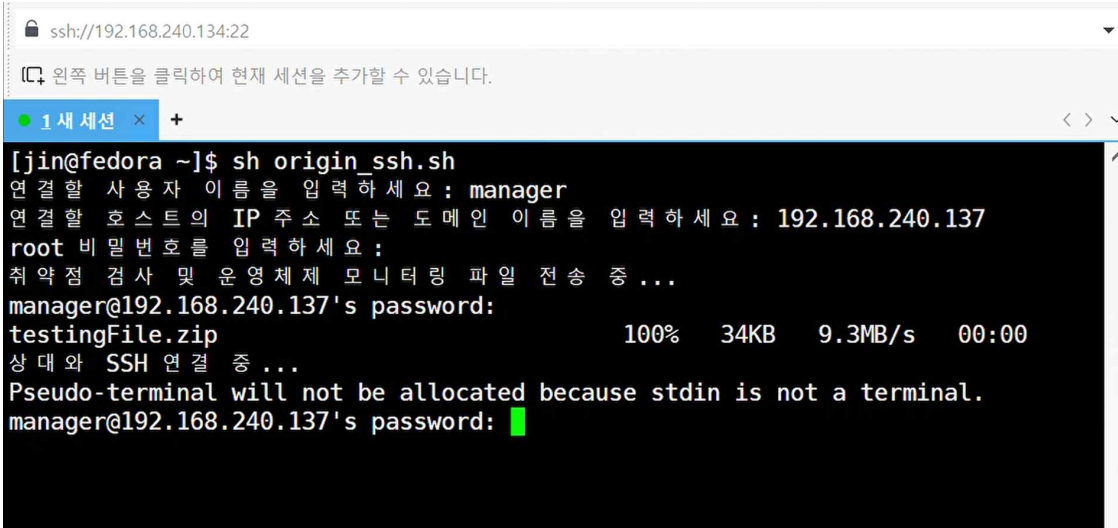 ssh://192.168.240.134:22
왼쪽 버튼을 클릭하여 현재 세션을 추가할 수 있습니다.
1 새 세션 × +
[jin@fedora ~]$ sh origin_ssh.sh
연결할 사용자 이름을 입력하세요: manager
연결할 호스트의 IP 주소 또는 도메인 이름을 입력하세요: 192.168.240.137
root 비밀번호를 입력하세요:
취약점 검사 및 운영체제 모니터링 파일 전송 중...
manager@192.168.240.137's password:
testingFile.zip 100% 34KB 9.3MB/s 00:00
상대와 SSH 연결 중...
Pseudo-terminal will not be allocated because stdin is not a terminal.
manager@192.168.240.137's password: